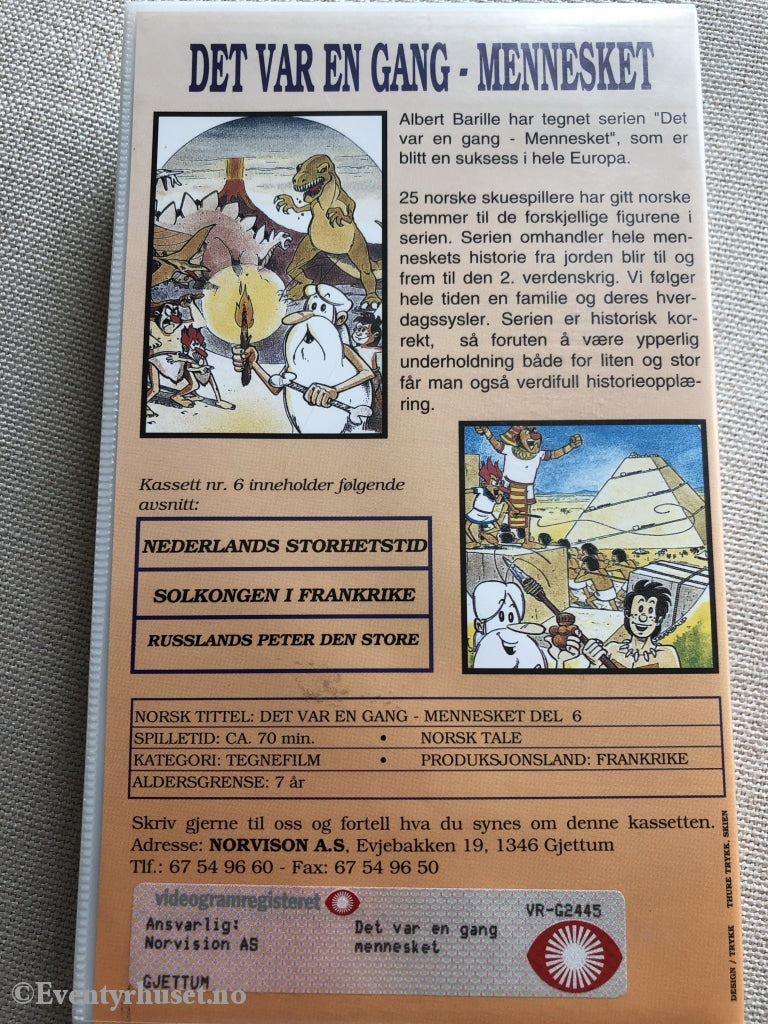 DET VAR EN GANG - MENNESKET
Albert Barille har tegnet serien "Det
var en gang - Mennesket", som er
blitt en suksess i hele Europa.
25 norske skuespillere har gitt norske
stemmer til de forskjellige figurene i
serien. Serien omhandler hele men-
neskets historie fra jorden blir til og
frem til den 2. verdenskrig. Vi følger
hele tiden en familie og deres hver-
dagssysler. Serien er historisk kor-
rekt, så foruten å være ypperlig
underholdning både for liten og stor
får man også verdifull historieopplæ-
ring.
Kassett nr. 6 inneholder følgende
avsnitt:
NEDERLANDS STORHETSTID
SOLKONGEN I FRANKRIKE
RUSSLANDS PETER DEN STORE
NORSK TITTEL: DET VAR EN GANG - MENNESKET DEL 6
SPILLETID: CA. 70 min. • NORSK TALE
KATEGORI: TEGNEFILM • PRODUKSJONSLAND: FRANKRIKE
ALDERSGRENSE: 7 år
Skriv gjerne til oss og fortell hva du synes om denne kassetten.
Adresse: NORVISON A.S, Evjebakken 19, 1346 Gjettum
Tlf.: 67 54 96 60 - Fax: 67 54 96 50
DESIGN / TRYKK THURE TRYKK, SKIEN
videogramregisteret
VR-G2445
Ansvarlig: Det var en gang
Norvision AS mennesket
GJETTUM
©Eventyrhuset.no